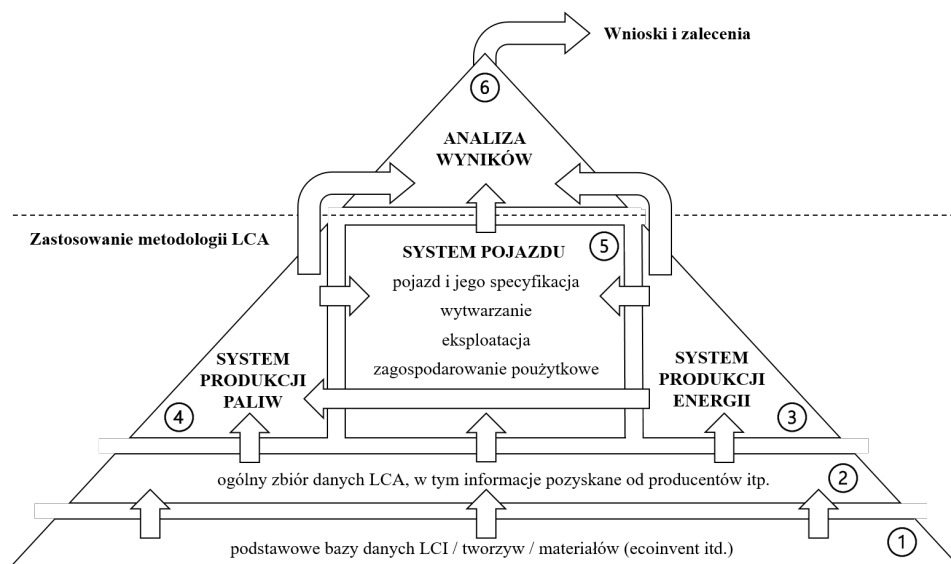 Wnioski i zalecenia
6
ANALIZA
WYNIKÓW
Zastosowanie metodologii LCA
5
SYSTEM POJAZDU
pojazd i jego specyfikacja
wytwarzanie
eksploatacja
zagospodarowanie poużytkowe
SYSTEM
PRODUKCJI
PALIW
4
SYSTEM
PRODUKCJI
ENERGII
3
ogólny zbiór danych LCA, w tym informacje pozyskane od producentów itp.
2
podstawowe bazy danych LCI / tworzyw / materiałów (ecoinvent itd.)
1